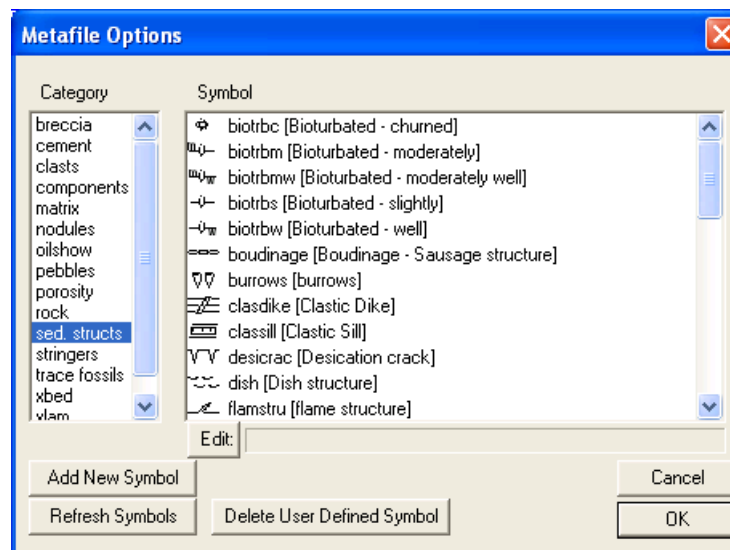 Metafile Options
Category
Symbol
breccia
cement
clasts
components
matrix
nodules
oilshow
pebbles
porosity
rock
sed. structs
stringers
trace fossils
xbed
xlam
biotrbc [Bioturbated - churned]
biotrbm [Bioturbated - moderately]
biotrbmw [Bioturbated - moderately well]
biotrbs [Bioturbated - slightly]
biotrbw [Bioturbated - well]
boudinage [Boudinage - Sausage structure]
burrows [burrows]
clasdike [Clastic Dike]
classill [Clastic Sill]
desicrac [Desication crack]
dish [Dish structure]
flamstru [flame structure]
Edit:
Add New Symbol
Cancel
Refresh Symbols
Delete User Defined Symbol
OK